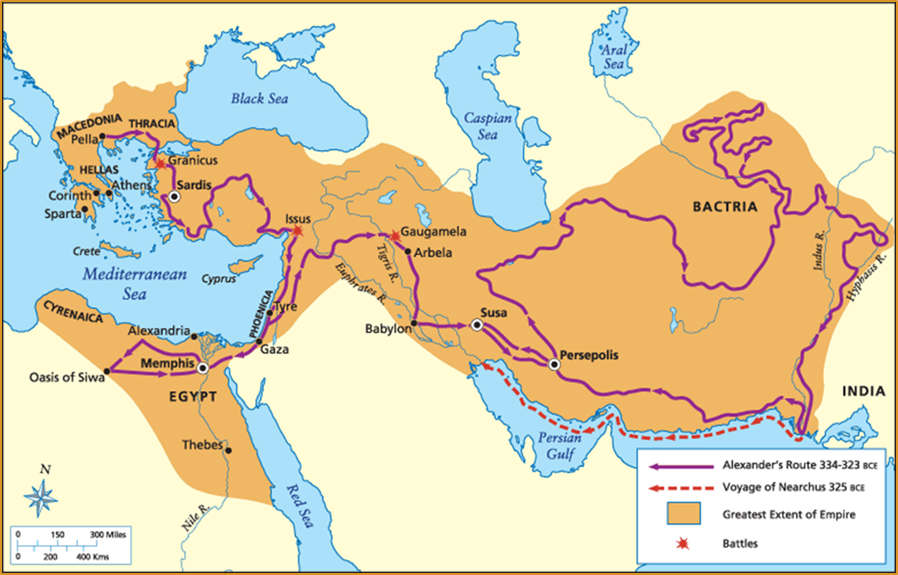 Aral
Sea
Black Sea
Caspian
Sea
MACEDONIA
THRACIA
Pella
Granicus
HELLAS
Athens
Sardis
Corinth
Sparta
BACTRIA
Issus
Gaugamela
Arbela
Tigris R.
Indus R.
Hyphasis R.
Crete
Cyprus
Mediterranean
Sea
Euphrates R.
CYRENAICA
PHOENICIA
Tyre
Susa
Alexandria
Babylon
Gaza
Persepolis
Memphis
Oasis of Siwa
EGYPT
INDIA
Thebes
Persian
Gulf
Red Sea
Nile R.
N
0 150 300 Miles
0 200 400 Kms
Alexander's Route 334-323 BCE
Voyage of Nearchus 325 BCE
Greatest Extent of Empire
Battles